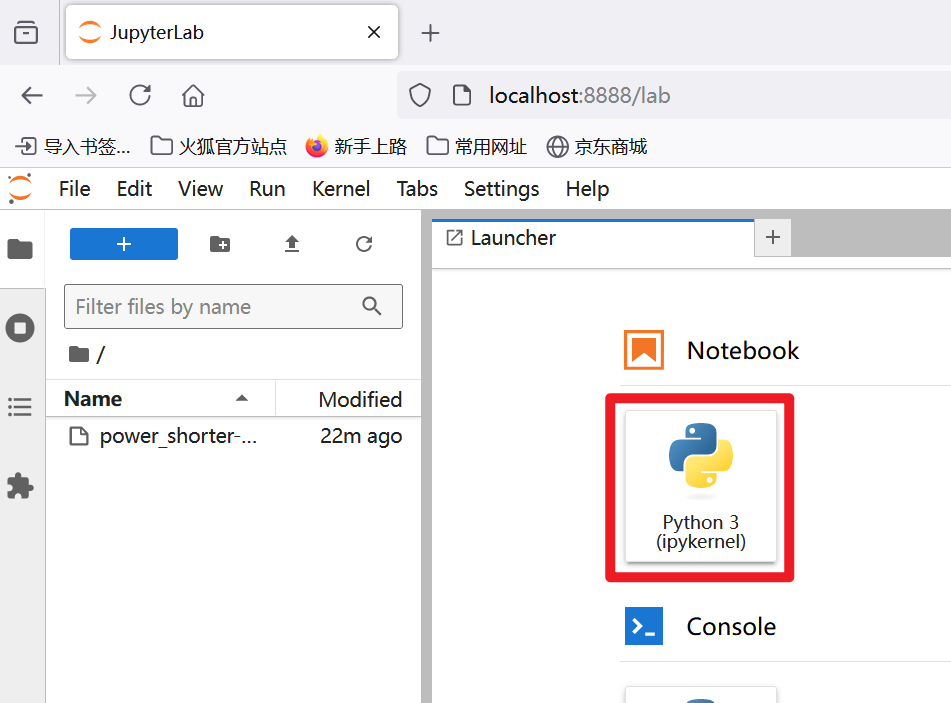 JupyterLab
localhost:8888/lab
导入书签... 火狐官方站点 新手上路 常用网址 京东商城
File Edit View Run Kernel Tabs Settings Help
Launcher
Filter files by name
/
Name Modified
power_shorter-... 22m ago
Notebook
Python 3
(ipykernel)
Console